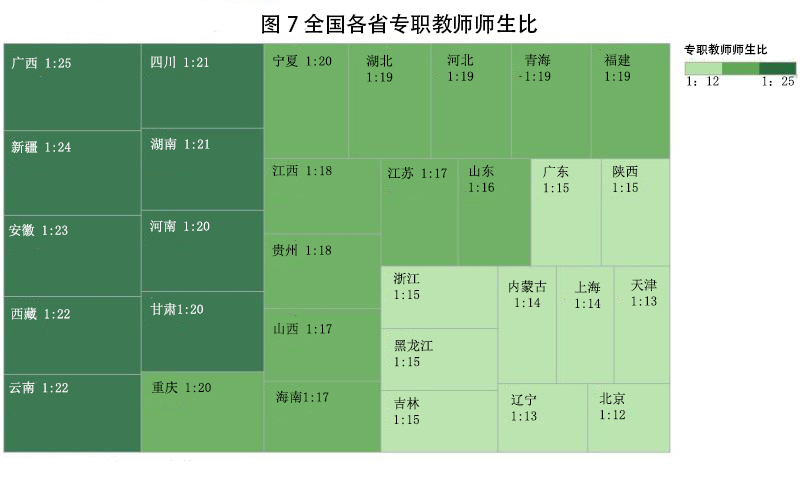 图 7 全国各省专职教师师生比
专职教师师生比
1: 12
1: 25
广西 1:25
新疆 1:24
安徽 1:23
西藏 1:22
云南 1:22
四川 1:21
湖南 1:21
河南 1:20
甘肃1:20
重庆 1:20
宁夏 1:20
湖北
1:19
河北
1:19
青海
1:19
福建
1:19
江西 1:18
贵州 1:18
山西 1:17
海南1:17
江苏 1:17
山东
1:16
广东
1:15
陕西
1:15
浙江
1:15
黑龙江
1:15
吉林
1:15
内蒙古
1:14
上海
1:14
天津
1:13
辽宁
1:13
北京
1:12